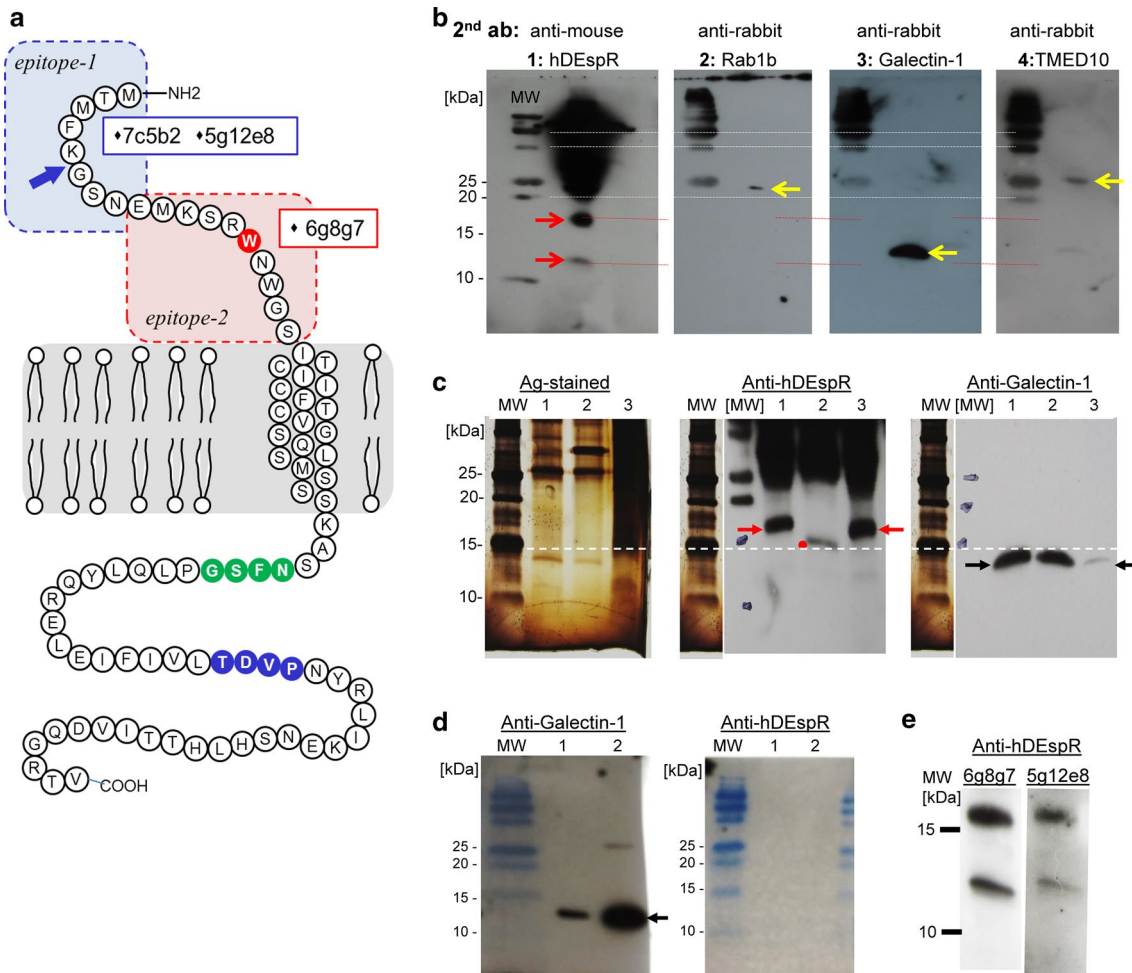 a
epitope-1
M T M NH2
F
K
G
S N E M K S R W
N
W
G
S
⬧7c5b2 ⬧5g12e8
⬧ 6g8g7
epitope-2
C C C S S
I I F V Q M S
T I T G L S S K A S
R Q Y L Q L P G S F N
E
L
E I F I V L T D V P N Y R
L
I
G Q D V I T T H L H S N E K
R
T V COOH
b
2nd ab: anti-mouse anti-rabbit anti-rabbit anti-rabbit
1: hDEspR 2: Rab1b 3: Galectin-1 4:TMED10
[kDa]
MW
25 -
20 -
15 -
10 -
c
Ag-stained Anti-hDEspR Anti-Galectin-1
MW 1 2 3 MW [MW] 1 2 3 MW [MW] 1 2 3
[kDa]
25-
20-
15-
10-
d
Anti-Galectin-1 Anti-hDEspR
MW 1 2 MW 1 2
[kDa] [kDa]
25 - 25 -
20 - 20 -
15 - 15 -
10 - 10 -
e
Anti-hDEspR
MW 6g8g7 5g12e8
[kDa]
15
10